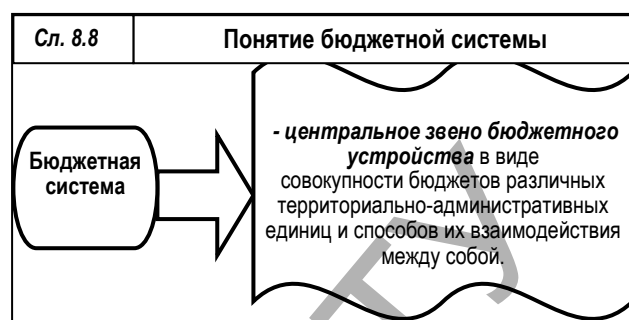 Сл. 8.8
Понятие бюджетной системы
Бюджетная
система
- центральное звено бюджетного
устройства в виде
совокупности бюджетов различных
территориально-административных
единиц и способов их взаимодействия
между собой.